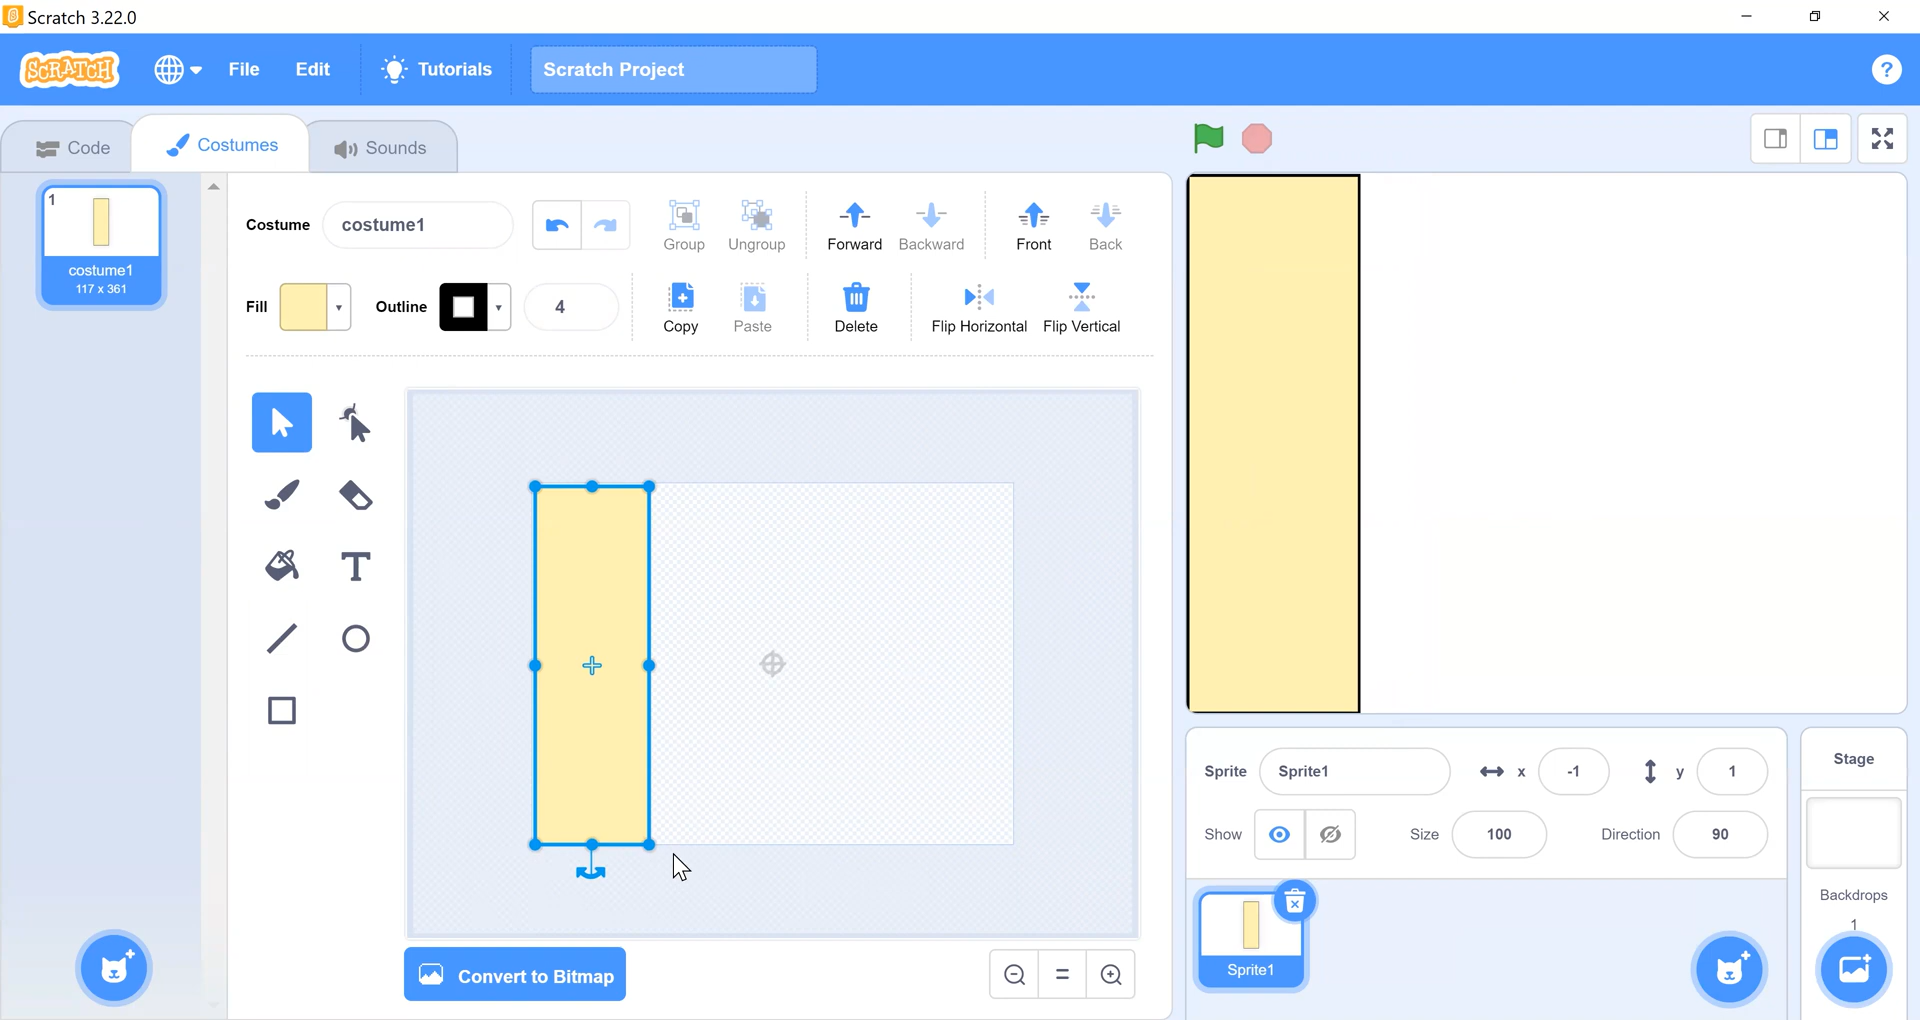 Scratch 3.22.0
SCRATCH File Edit Tutorials Scratch Project ?
Code Costumes Sounds
1
costume1
117 x 361
Costume costume1 Group Ungroup Forward Backward Front Back
Fill Outline 4 Copy Paste Delete Flip Horizontal Flip Vertical
T
Convert to Bitmap
Sprite Sprite1 x -1 y 1
Show Size 100 Direction 90
Sprite1
Stage
Backdrops
1